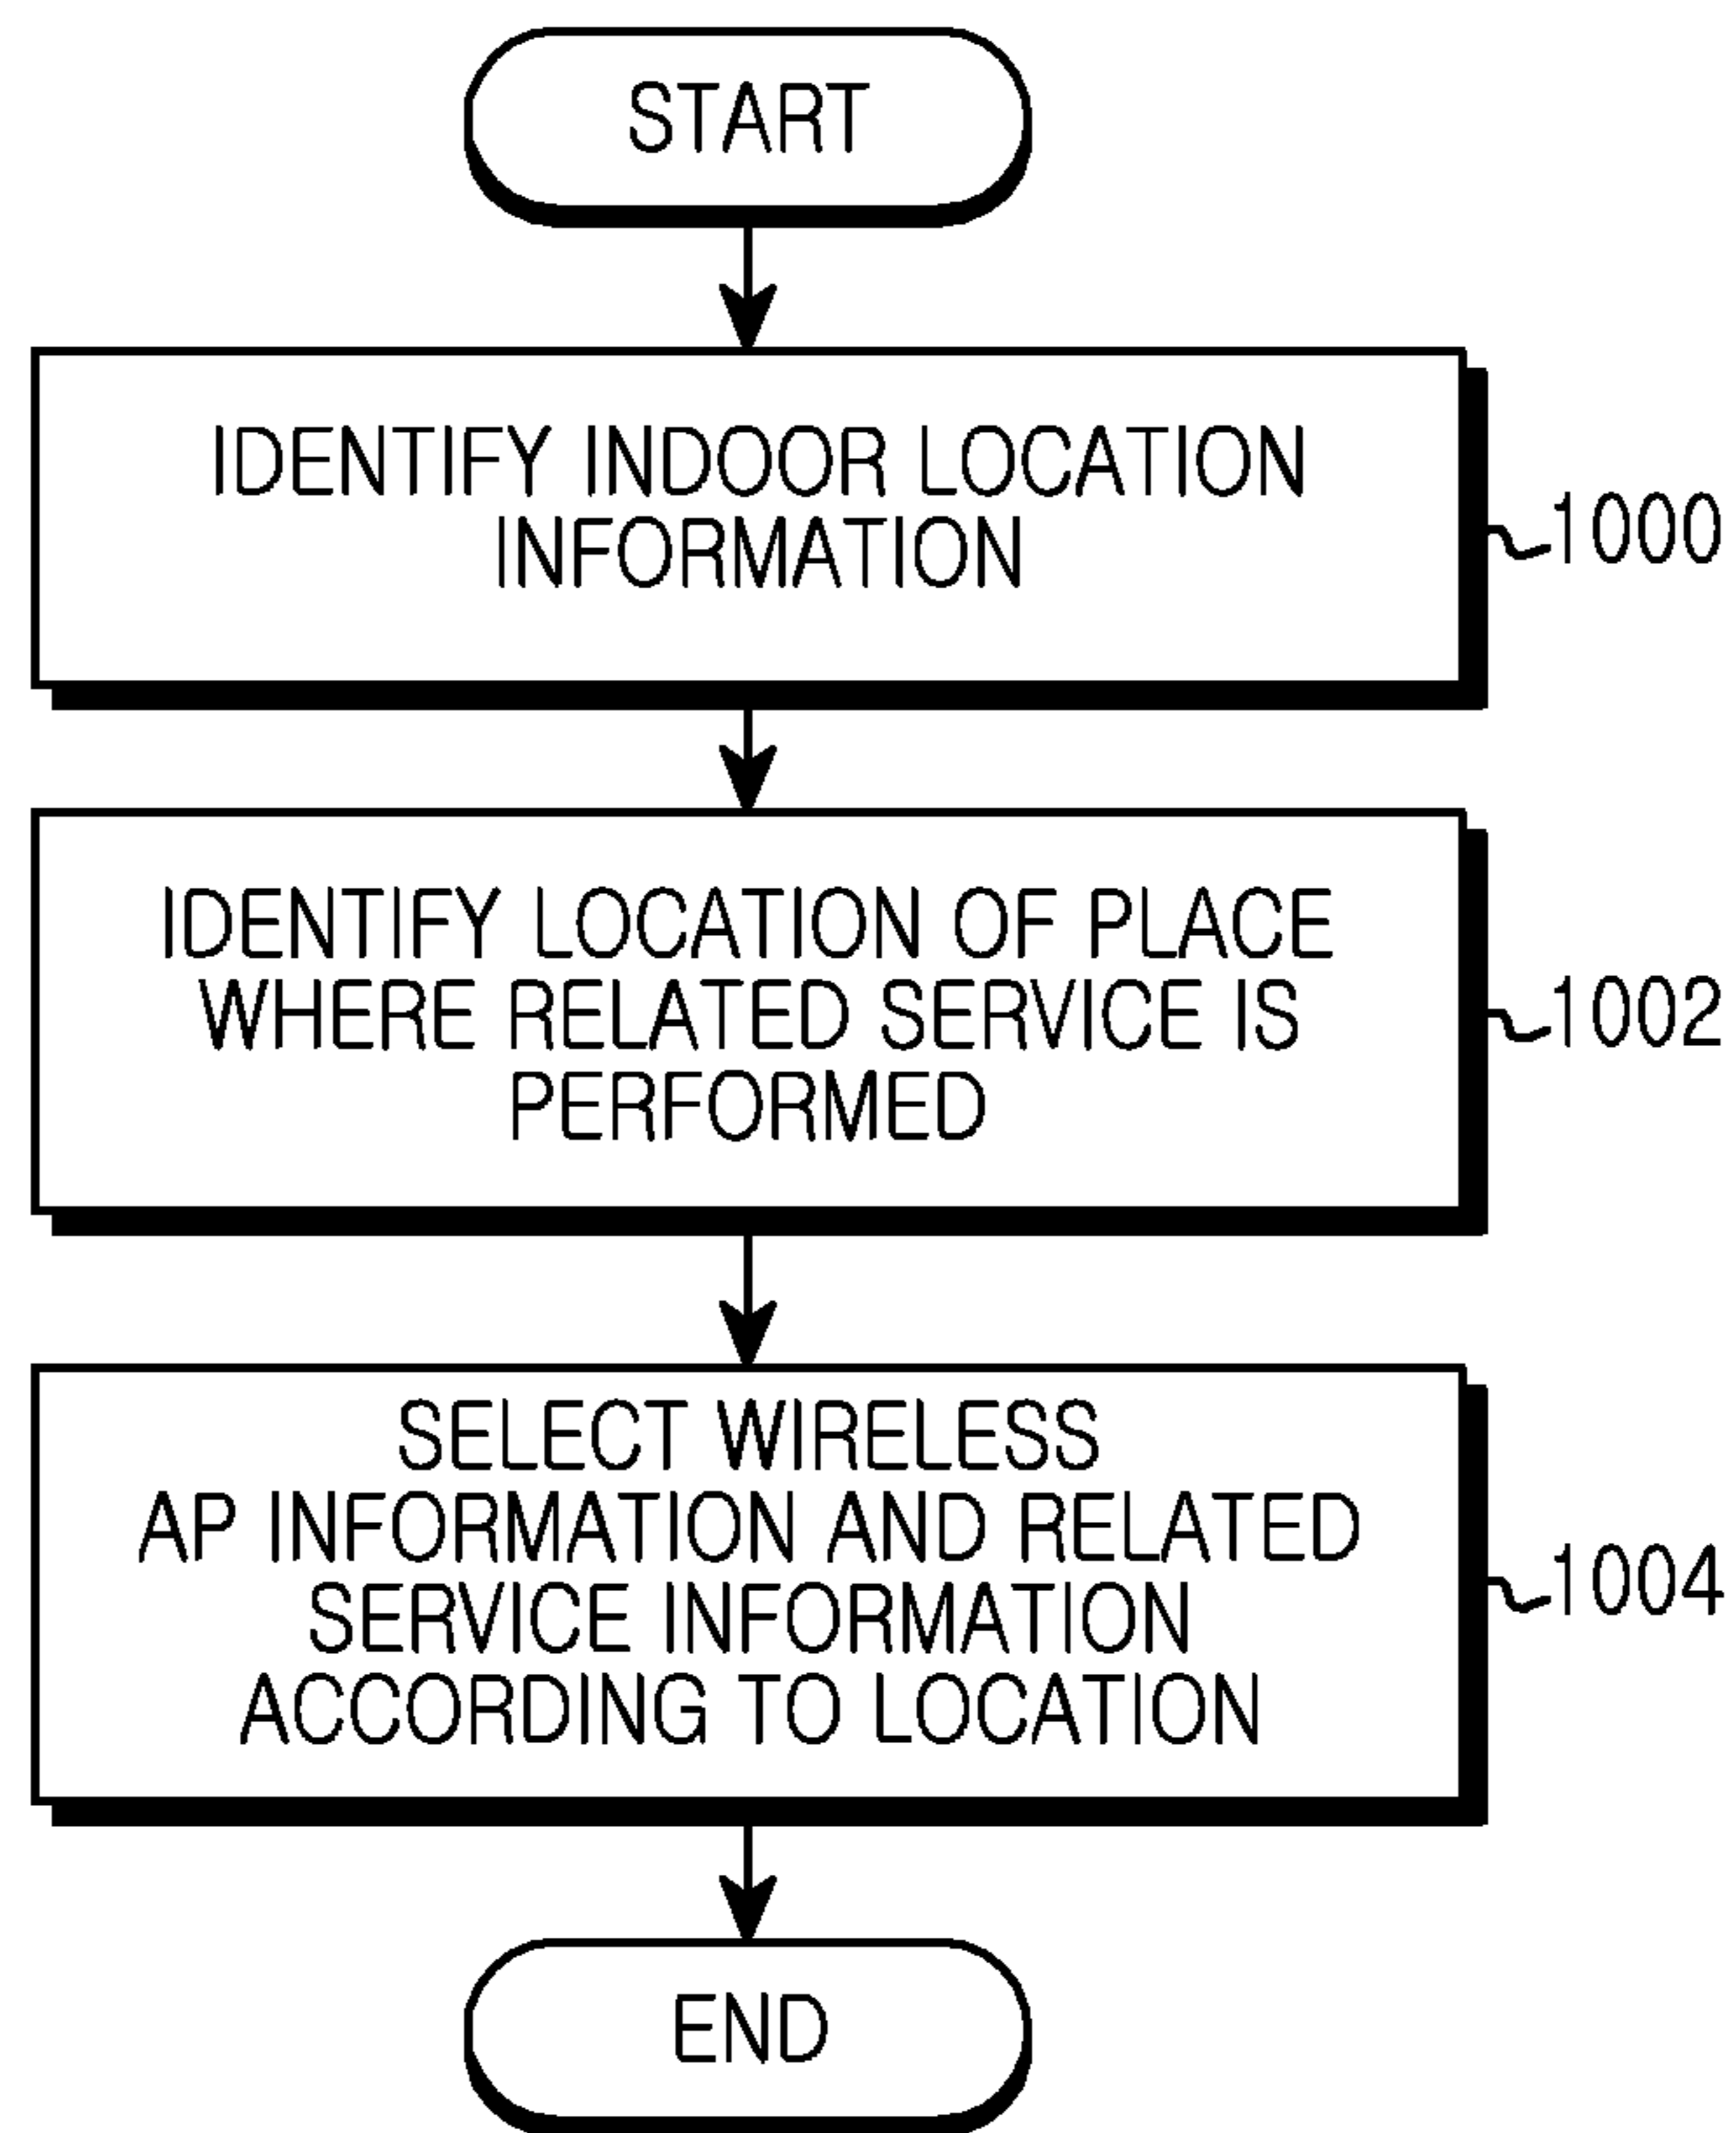 START
IDENTIFY INDOOR LOCATION
INFORMATION
1000
IDENTIFY LOCATION OF PLACE
WHERE RELATED SERVICE IS
PERFORMED
1002
SELECT WIRELESS
AP INFORMATION AND RELATED
SERVICE INFORMATION
ACCORDING TO LOCATION
1004
END